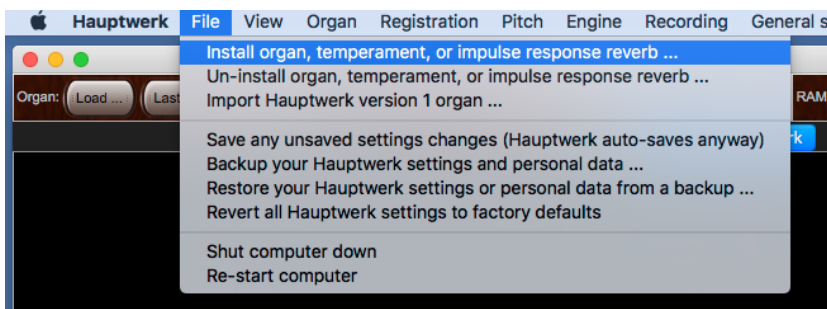 Hauptwerk File View Organ Registration Pitch Engine Recording General s
Install organ, temperament, or impulse response reverb ...
Un-install organ, temperament, or impulse response reverb ...
Organ: Load ... Last RAM
Import Hauptwerk version 1 organ ...
Save any unsaved settings changes (Hauptwerk auto-saves anyway)
rk
Backup your Hauptwerk settings and personal data ...
Restore your Hauptwerk settings or personal data from a backup ...
Revert all Hauptwerk settings to factory defaults
Shut computer down
Re-start computer